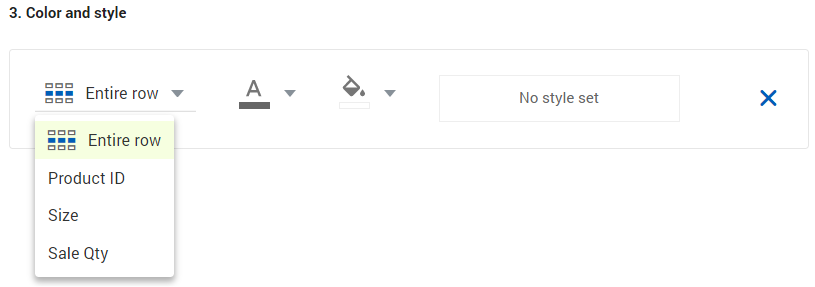 3. Color and style
Entire row
A
No style set
Entire row
Product ID
Size
Sale Qty